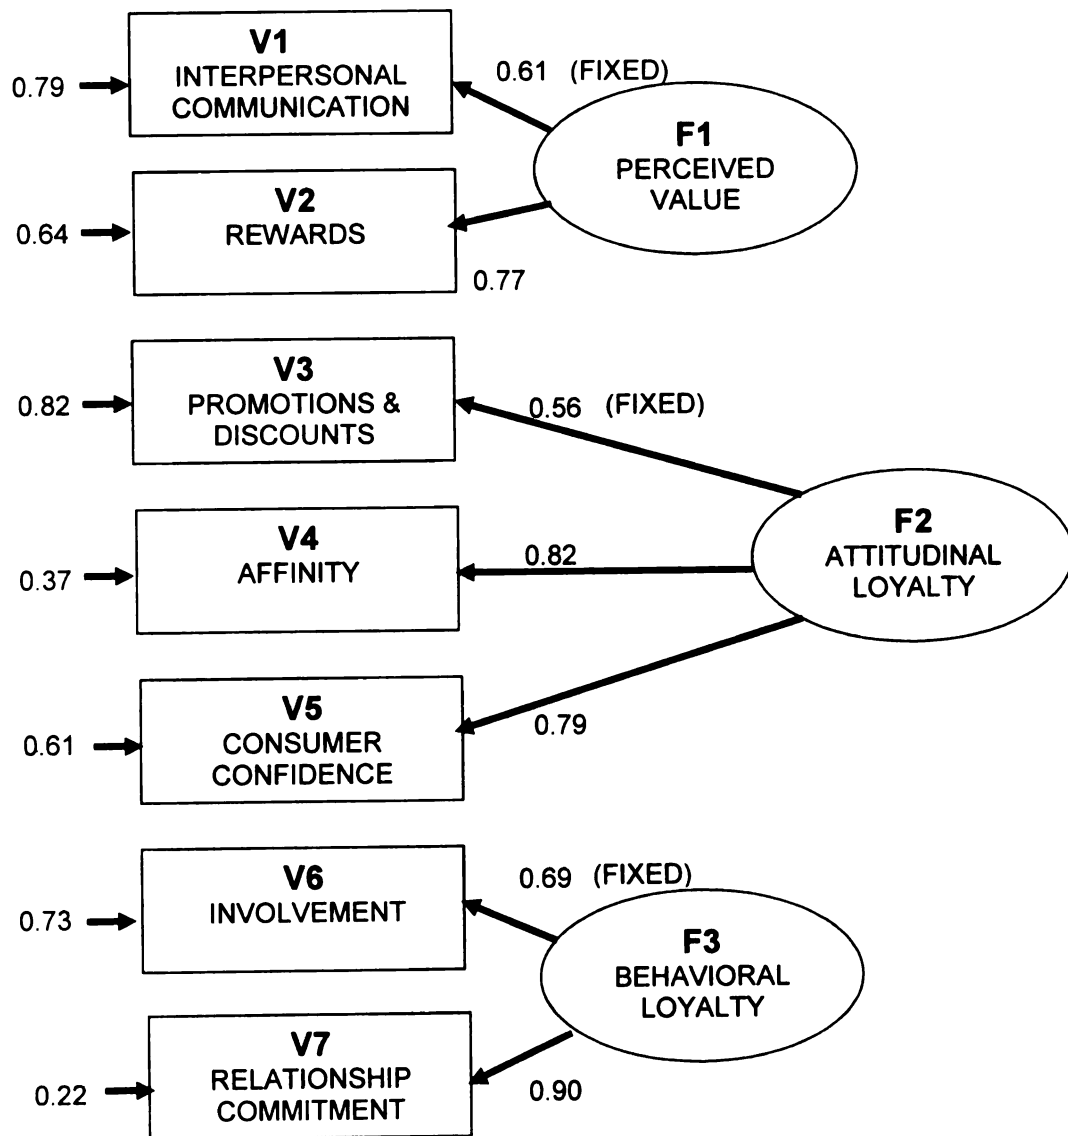 V1
INTERPERSONAL
COMMUNICATION
0.79
0.61 (FIXED)
F1
PERCEIVED
VALUE
V2
REWARDS
0.64
0.77
V3
PROMOTIONS &
DISCOUNTS
0.82
0.56 (FIXED)
F2
ATTITUDINAL
LOYALTY
V4
AFFINITY
0.37
0.82
V5
CONSUMER
CONFIDENCE
0.61
0.79
V6
INVOLVEMENT
0.73
0.69 (FIXED)
F3
BEHAVIORAL
LOYALTY
V7
RELATIONSHIP
COMMITMENT
0.22
0.90